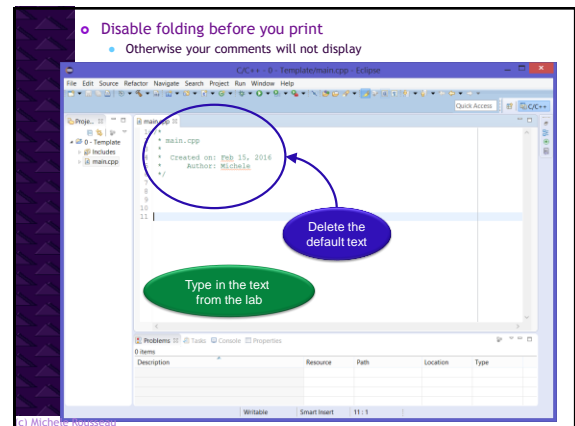 Disable folding before you print
Otherwise your comments will not display
C/C++ - 0 - Template/main.cpp - Eclipse
File Edit Source Refactor Navigate Search Project Run Window Help
Quick Access
C/C++
Proje...
main.cpp
0 - Template
Includes
main.cpp
1 /*
* main.cpp
*
* Created on: Feb 15, 2016
* Author: Michele
*/
7
8
9
10
11
Delete the
default text
Type in the text
from the lab
Problems Tasks Console Properties
0 items
Description Resource Path Location Type
Writable Smart Insert 11 : 1
(c) Michele Rousseau